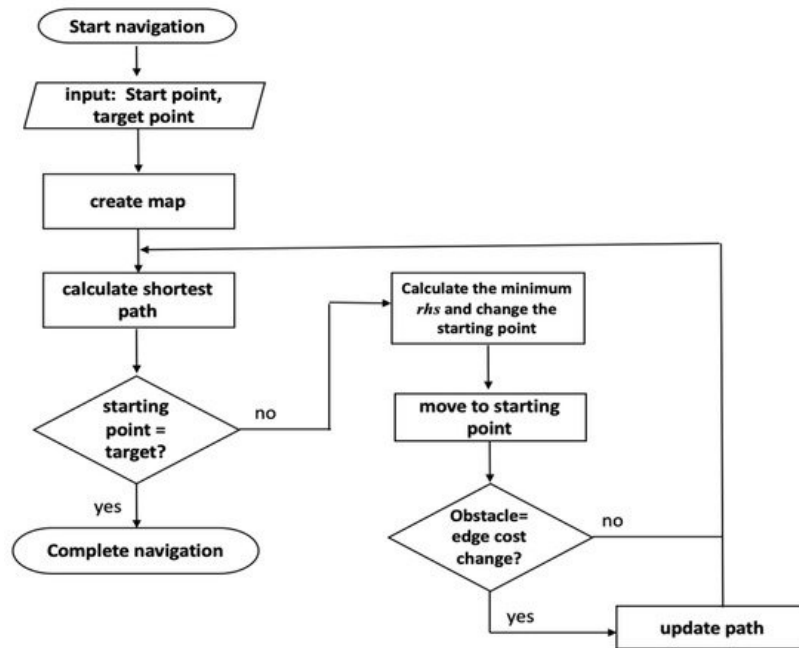 Start navigation
input: Start point,
target point
create map
calculate shortest
path
starting
point =
target?
no
yes
Complete navigation
Calculate the minimum
rhs and change the
starting point
move to starting
point
Obstacle=
edge cost
change?
no
yes
update path